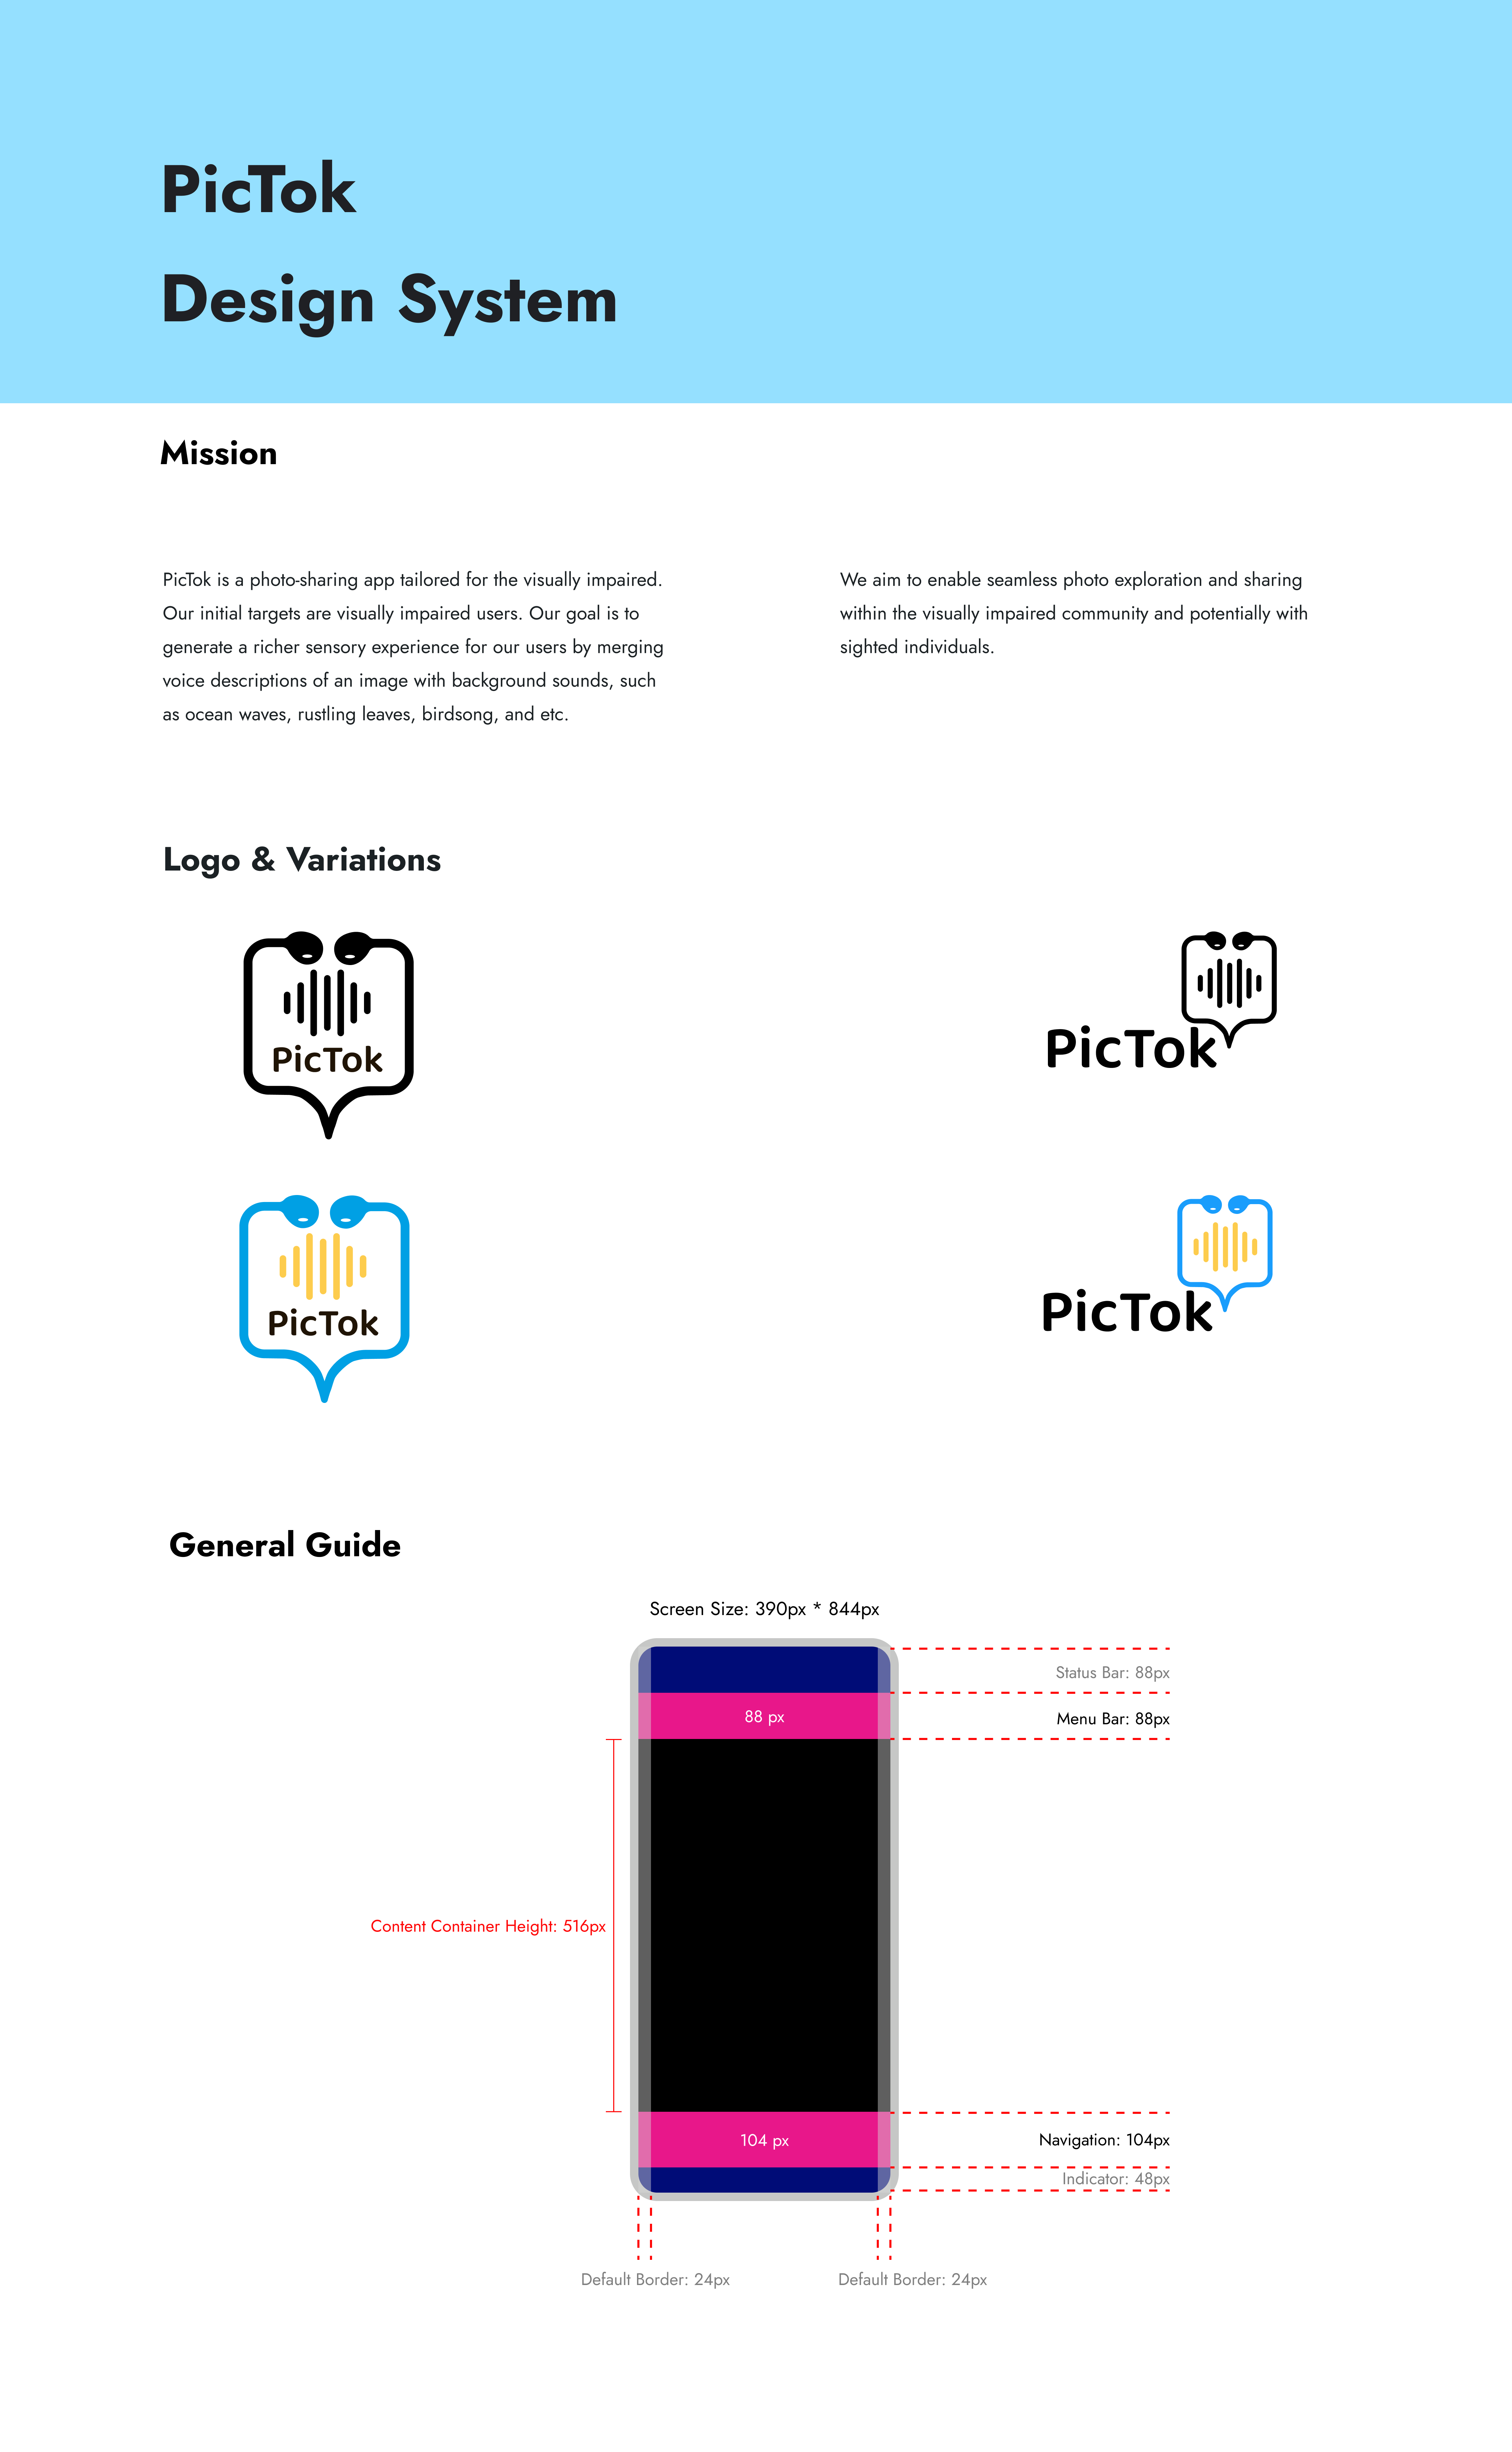 PicTok
Design System
Mission
PicTok is a photo-sharing app tailored for the visually impaired.
Our initial targets are visually impaired users. Our goal is to
generate a richer sensory experience for our users by merging
voice descriptions of an image with background sounds, such
as ocean waves, rustling leaves, birdsong, and etc.
We aim to enable seamless photo exploration and sharing
within the visually impaired community and potentially with
sighted individuals.
Logo & Variations
PicTok
PicTok
PicTok
PicTok
General Guide
Screen Size: 390px * 844px
Status Bar: 88px
88 px
Menu Bar: 88px
Content Container Height: 516px
104 px
Navigation: 104px
Indicator: 48px
Default Border: 24px
Default Border: 24px